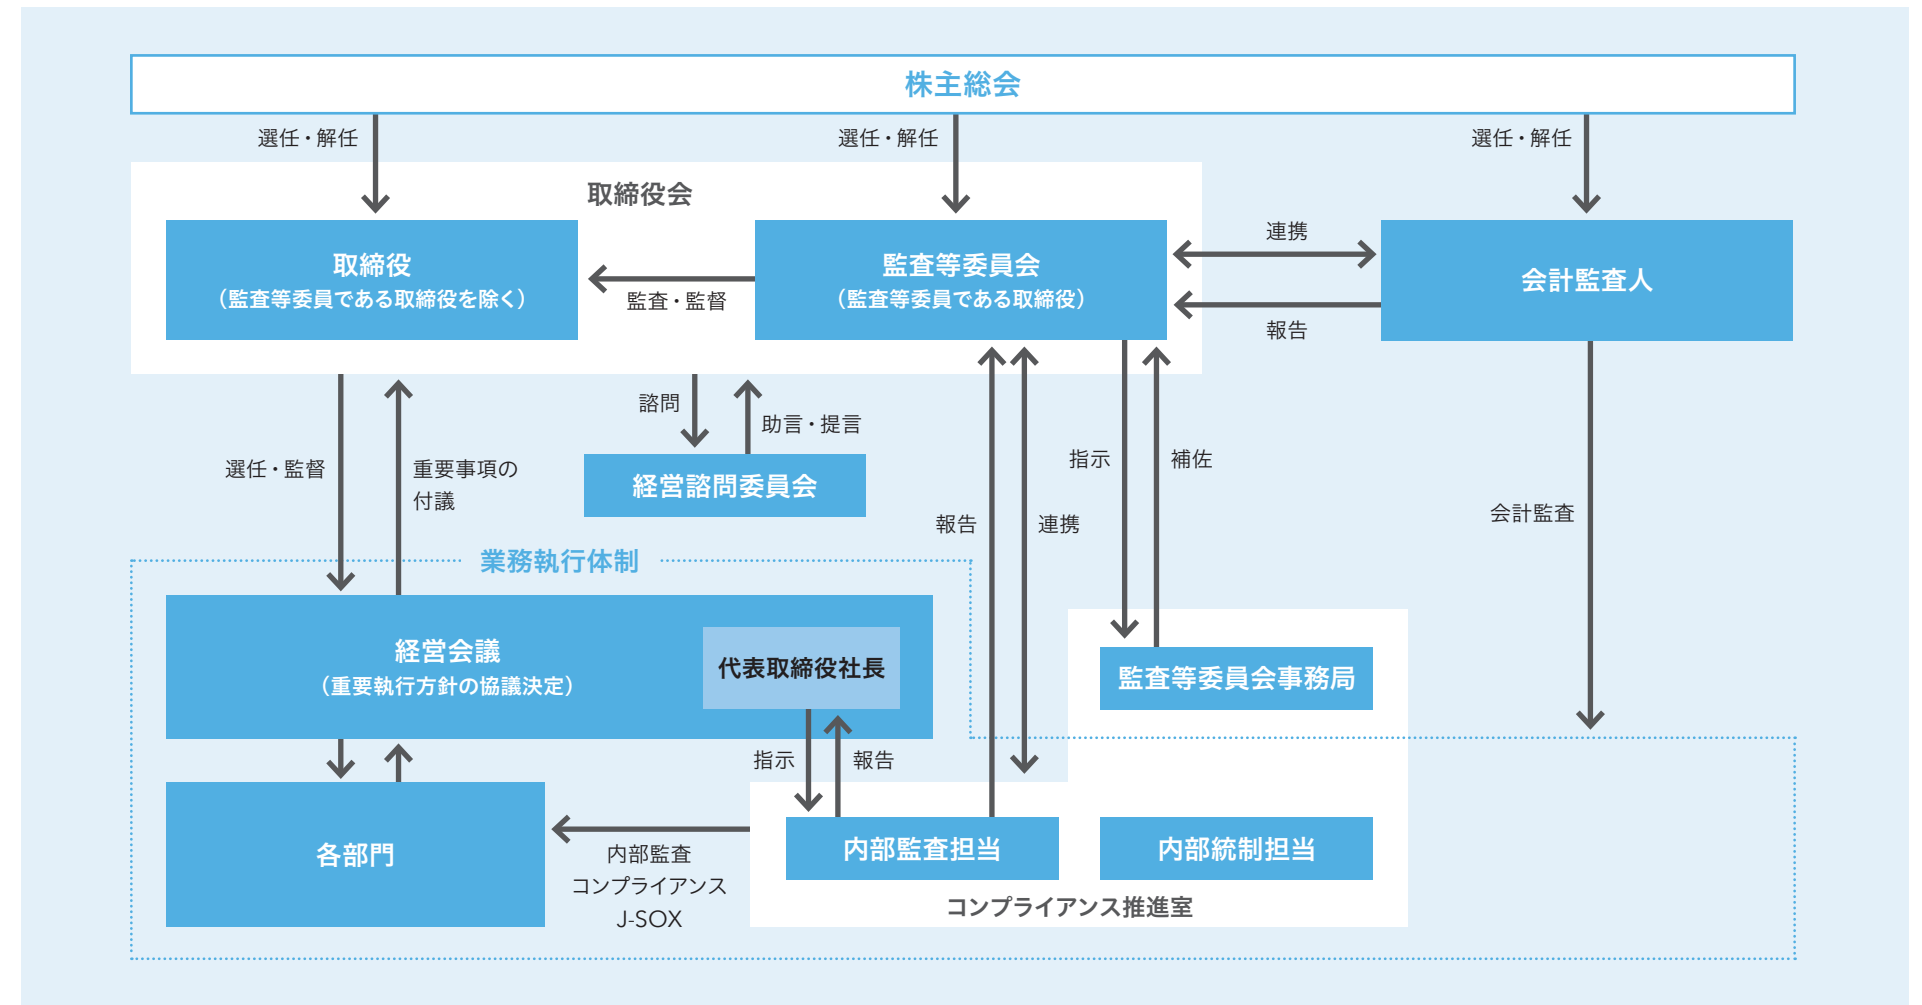 株主総会
選任・解任
選任・解任
選任・解任
取締役会
取締役
（監査等委員である取締役を除く）
監査・監督
監査等委員会
（監査等委員である取締役）
連携
報告
会計監査人
諮問
助言・提言
経営諮問委員会
選任・監督
重要事項の
付議
報告
連携
指示
補佐
会計監査
業務執行体制
経営会議
（重要執行方針の協議決定）
代表取締役社長
監査等委員会事務局
指示
報告
各部門
内部監査
コンプライアンス
J-SOX
内部監査担当
内部統制担当
コンプライアンス推進室